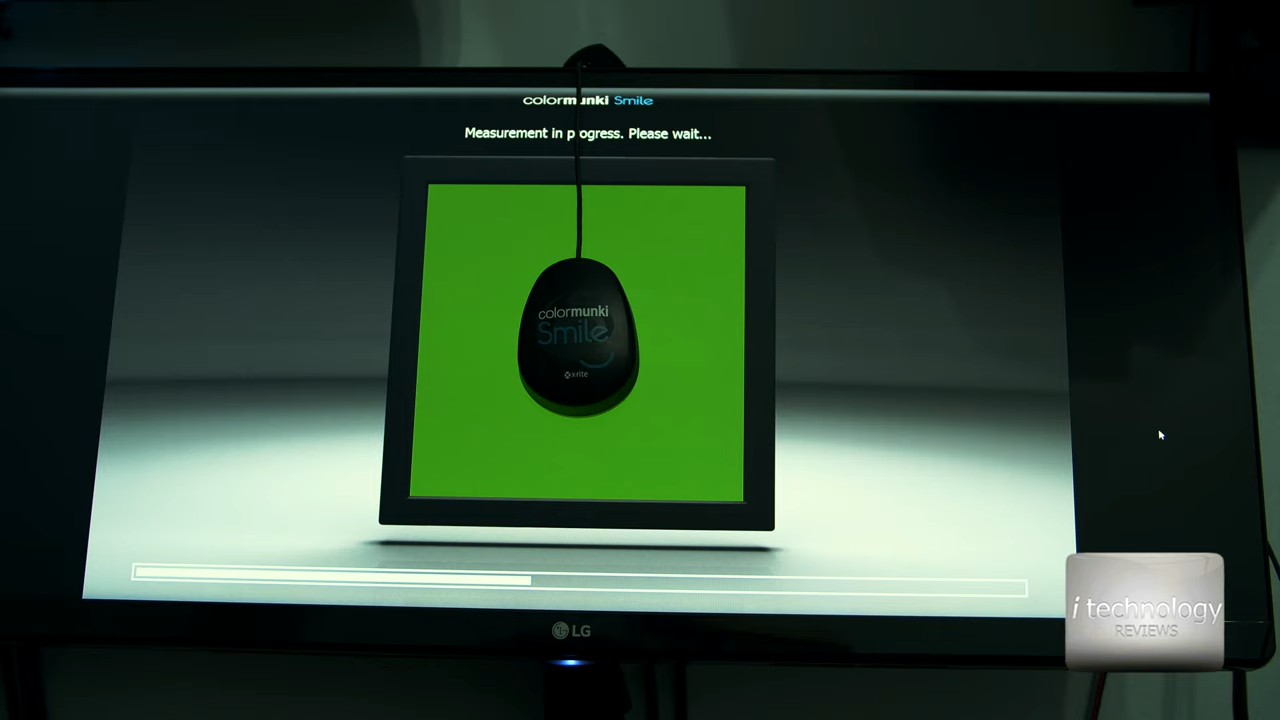 colormunki Smile
Measurement in progress. Please wait...
colormunki
Smile
x·rite
LG
i technology
REVIEWS